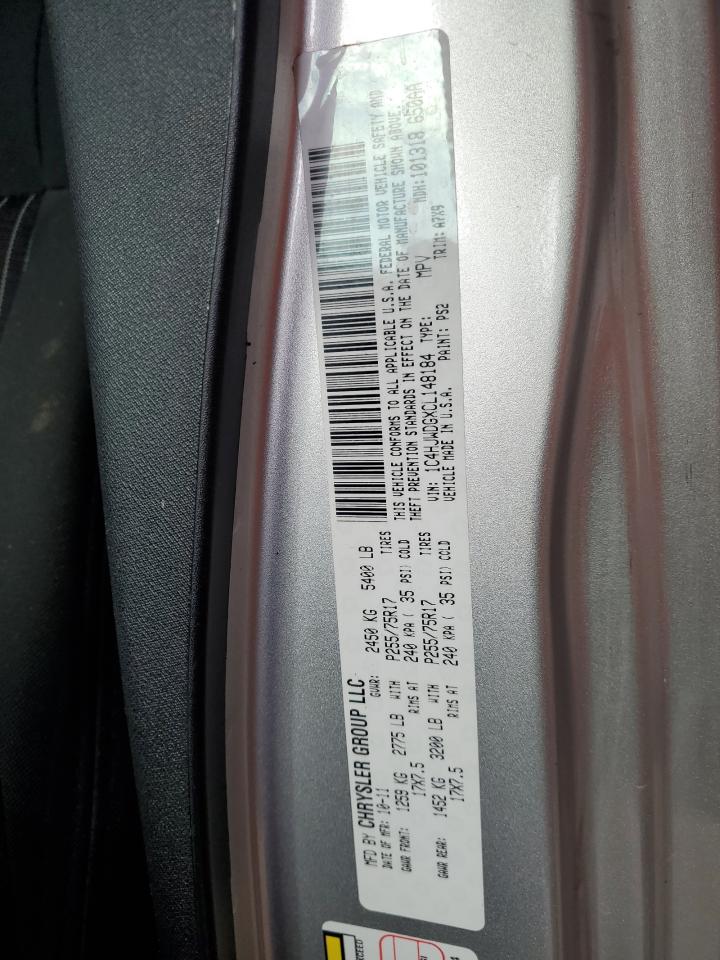 MFD BY CHRYSLER GROUP LLC
DATE OF MFR: 10-11 GVWR: 2450 KG 5400 LB
GAWR FRONT: 1259 KG 2775 LB WITH P255/75R17 TIRES
17X7.5 RIMS AT 240 KPA ( 35 PSI) COLD
GAWR REAR: 1452 KG 3200 LB WITH P255/75R17 TIRES
17X7.5 RIMS AT 240 KPA ( 35 PSI) COLD
THIS VEHICLE CONFORMS TO ALL APPLICABLE U.S.A. FEDERAL MOTOR VEHICLE SAFETY AND
THEFT PREVENTION STANDARDS IN EFFECT ON THE DATE OF MANUFACTURE SHOWN ABOVE.
VIN: 1C4HJWDGXCL148184 TYPE: MPV MDH:101318 650AA
VEHICLE MADE IN U.S.A. PAINT: PS2 TRIM: A7X9